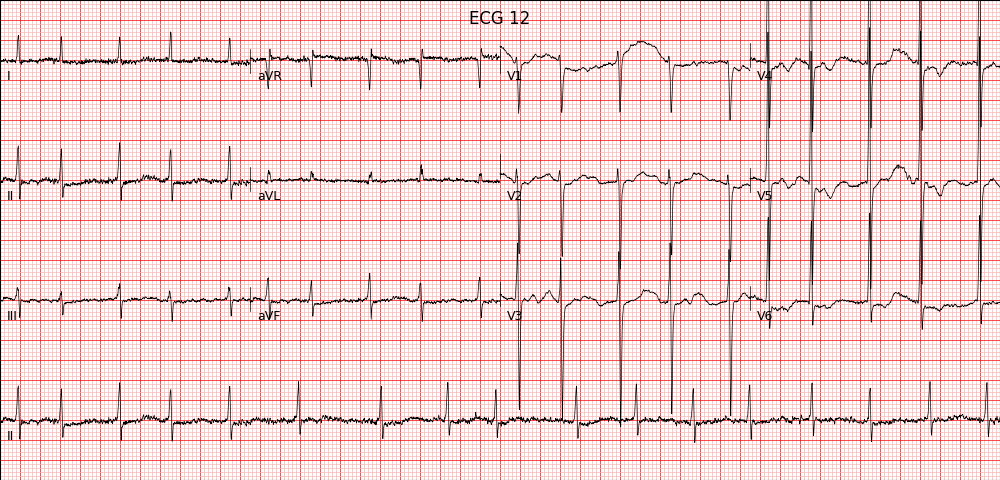 ECG 12
I aVR V1 V4
II aVL V2 V5
III aVF V3 V6
II